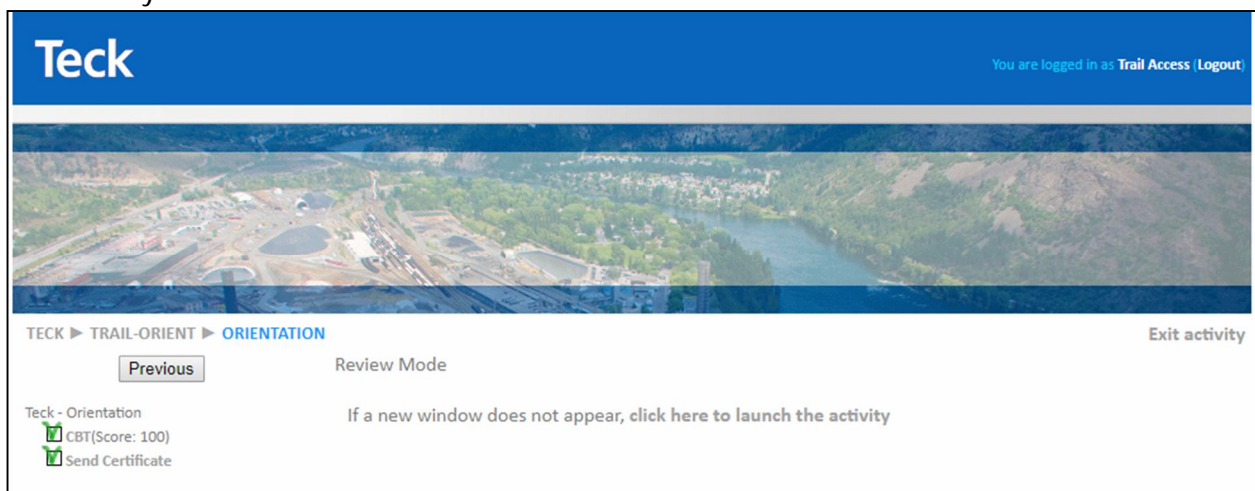 Teck
You are logged in as Trail Access (Logout)
TECK ► TRAIL-ORIENT ► ORIENTATION
Exit activity
Previous
Review Mode
Teck - Orientation
If a new window does not appear, click here to launch the activity
CBT(Score: 100)
Send Certificate